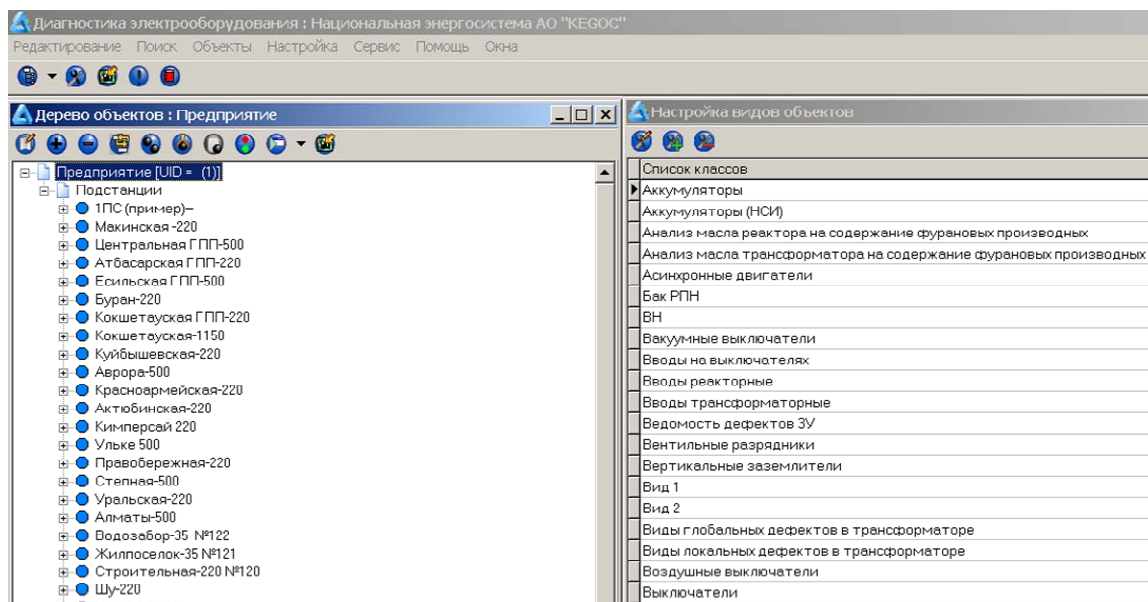 Диагностика электрооборудования : Национальная энергосистема АО "KEGOC"
Редактирование Поиск Объекты Настройка Сервис Помощь Окна
Дерево объектов : Предприятие
Предприятие [UID = (1)]
Подстанции
1ПС (пример)--
Макинская -220
Центральная ГПП-500
Атбасарская ГПП-220
Есильская ГПП-500
Буран-220
Кокшетауская ГПП-220
Кокшетауская-1150
Куйбышевская-220
Аврора-500
Красноармейская-220
Актюбинская-220
Кимперсай 220
Ульке 500
Правобережная-220
Степная-500
Уральская-220
Алматы-500
Водозабор-35 №122
Жилпоселок-35 №121
Строительная-220 №120
Шу-220
Настройка видов объектов
Список классов
Аккумуляторы
Аккумуляторы (НСИ)
Анализ масла реактора на содержание фурановых производных
Анализ масла трансформатора на содержание фурановых производных
Асинхронные двигатели
Бак РПН
ВН
Вакуумные выключатели
Вводы на выключателях
Вводы реакторные
Вводы трансформаторные
Ведомость дефектов ЗУ
Вентильные разрядники
Вертикальные заземлители
Вид 1
Вид 2
Виды глобальных дефектов в трансформаторе
Виды локальных дефектов в трансформаторе
Воздушные выключатели
Выключатели